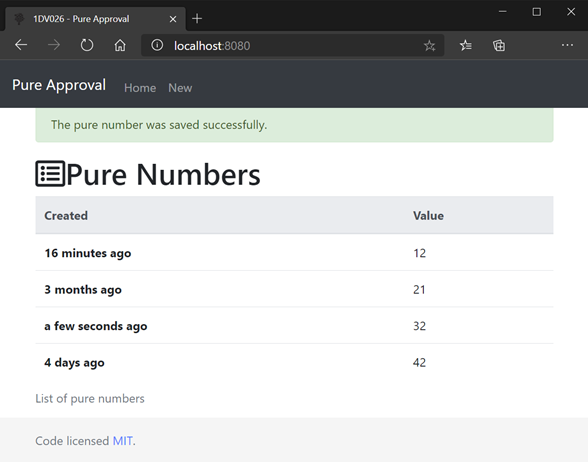 1DV026 - Pure Approval
localhost:8080
Pure Approval Home New
The pure number was saved successfully.
Pure Numbers
Created Value
16 minutes ago 12
3 months ago 21
a few seconds ago 32
4 days ago 42
List of pure numbers
Code licensed MIT.